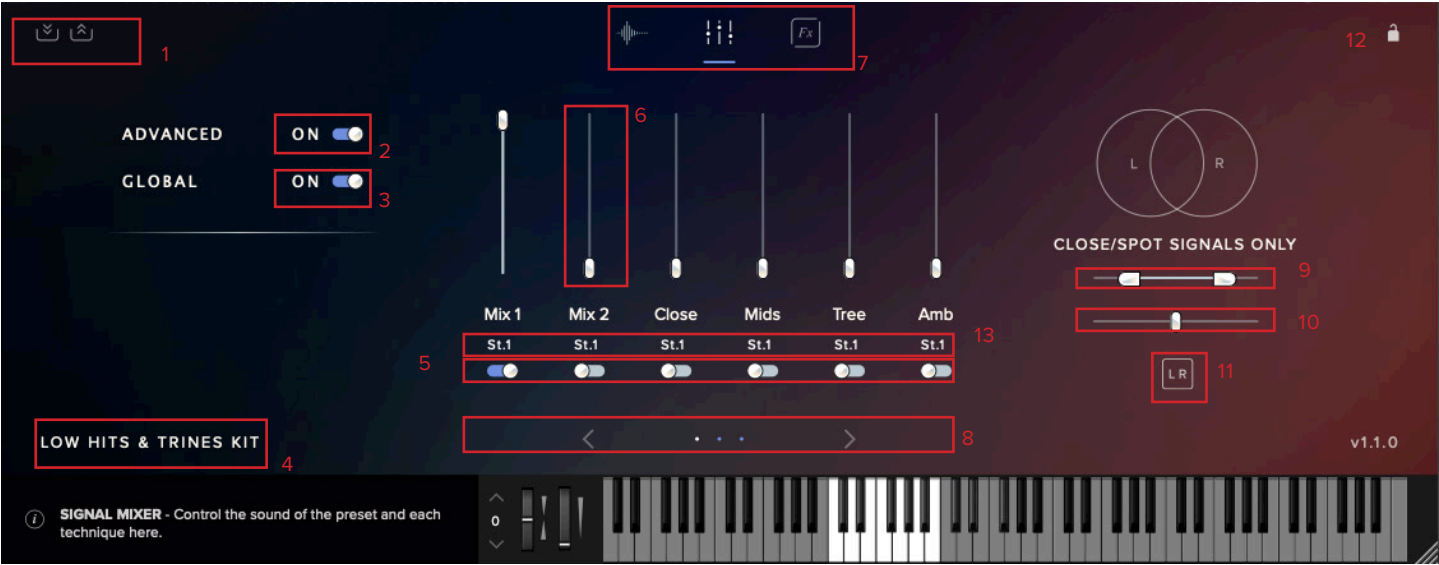 1
Fx
7
12
ADVANCED ON 2
GLOBAL ON 3
6
L R
CLOSE/SPOT SIGNALS ONLY
9
10
Mix 1 Mix 2 Close Mids Tree Amb
St.1 St.1 St.1 St.1 St.1 St.1 13
5
L R 11
LOW HITS & TRINES KIT 4
8
v1.1.0
i SIGNAL MIXER - Control the sound of the preset and each
technique here.
0